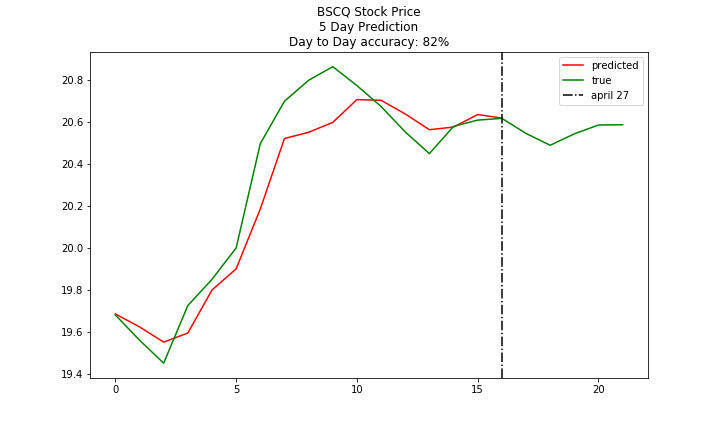 BSCQ Stock Price
5 Day Prediction
Day to Day accuracy: 82%
predicted
true
april 27
20.8
20.6
20.4
20.2
20.0
19.8
19.6
19.4
0 5 10 15 20